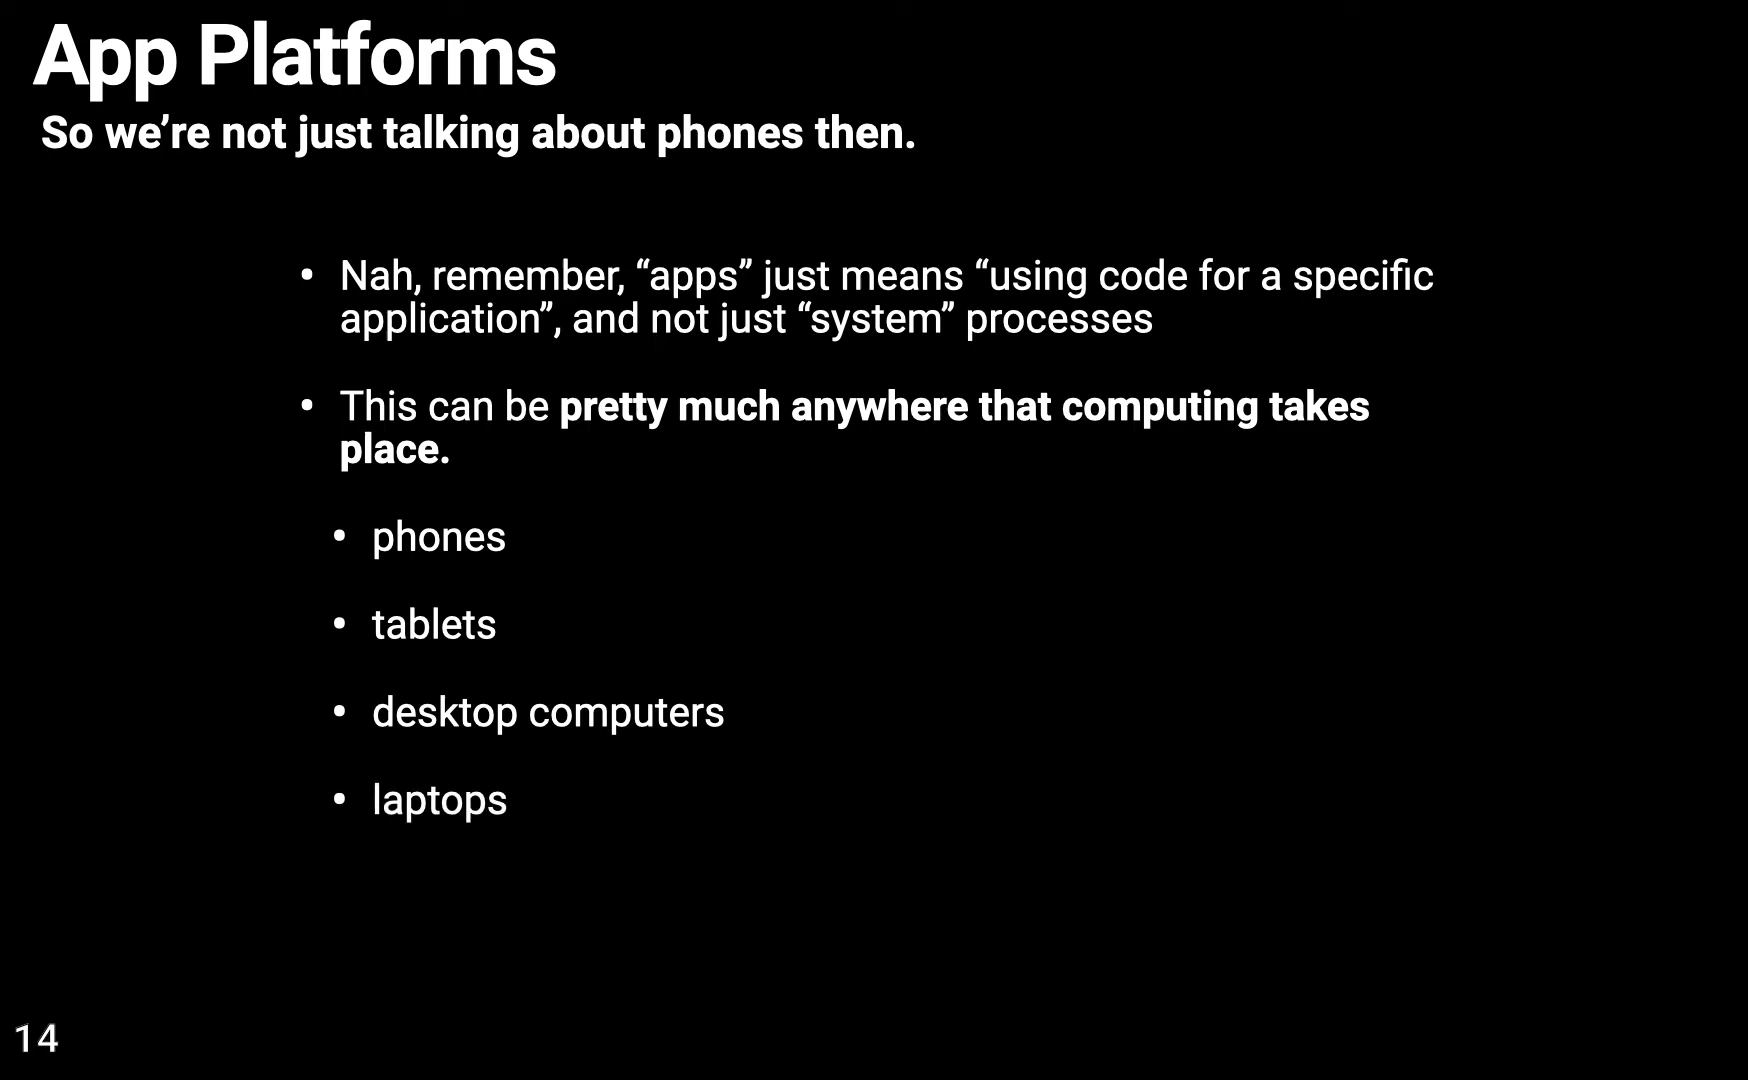 App Platforms
So we’re not just talking about phones then.
• Nah, remember, “apps” just means “using code for a specific
application”, and not just “system” processes
• This can be pretty much anywhere that computing takes
place.
• phones
• tablets
• desktop computers
• laptops
14